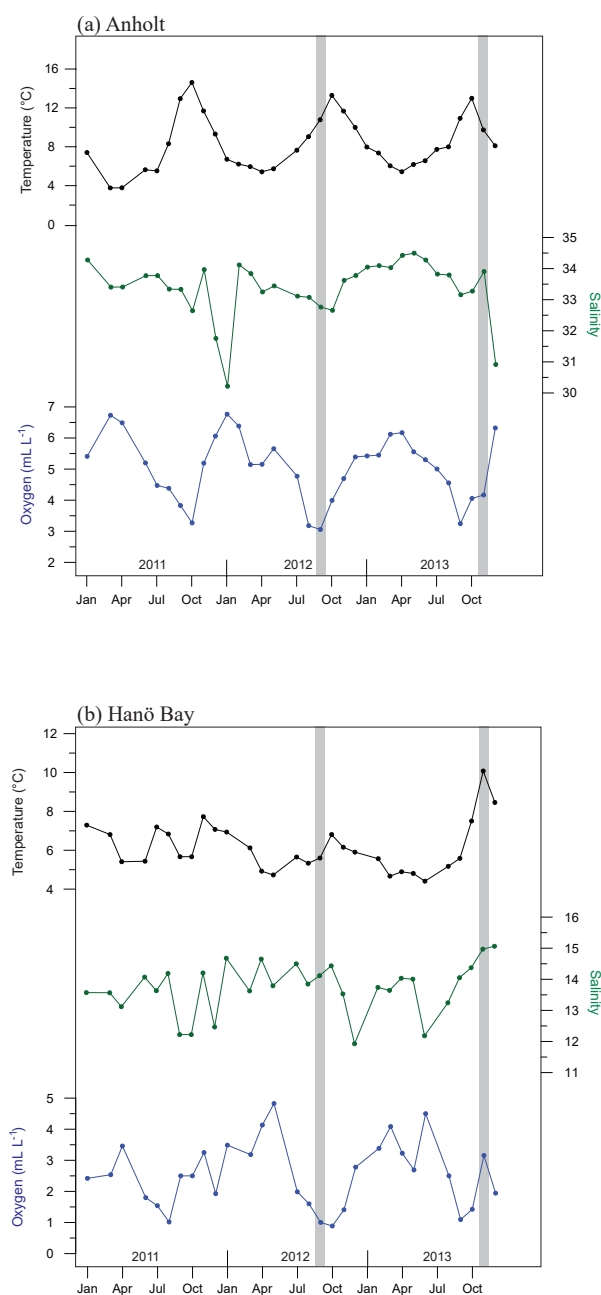 (a) Anholt
16
12
8
4
0
Temperature (°C)
35
34
33
32
31
30
Salinity
7
6
5
4
3
2
Oxygen (mL L-1)
2011 2012 2013
Jan Apr Jul Oct Jan Apr Jul Oct Jan Apr Jul Oct
(b) Hanö Bay
12
10
8
6
4
Temperature (°C)
16
15
14
13
12
11
Salinity
5
4
3
2
1
0
Oxygen (mL L-1)
2011 2012 2013
Jan Apr Jul Oct Jan Apr Jul Oct Jan Apr Jul Oct